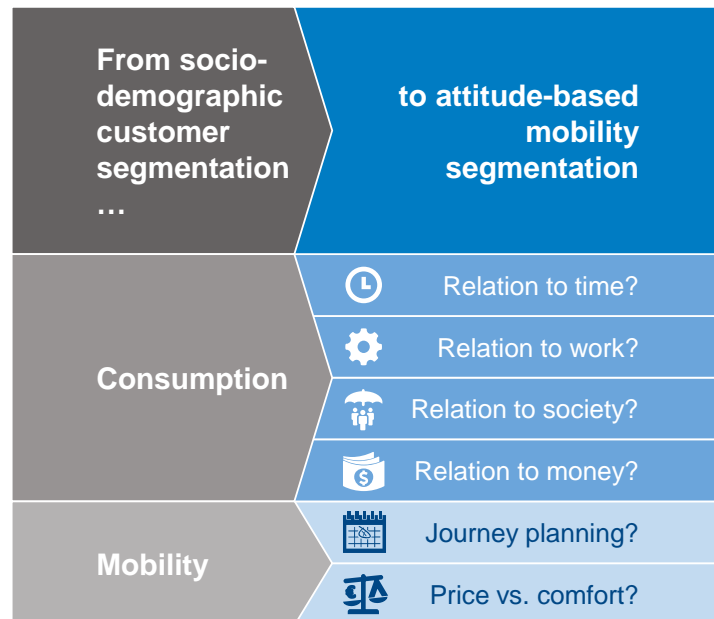 From socio-
demographic
customer
segmentation
…
to attitude-based
mobility
segmentation
Consumption
Relation to time?
Relation to work?
Relation to society?
Relation to money?
Mobility
Journey planning?
Price vs. comfort?